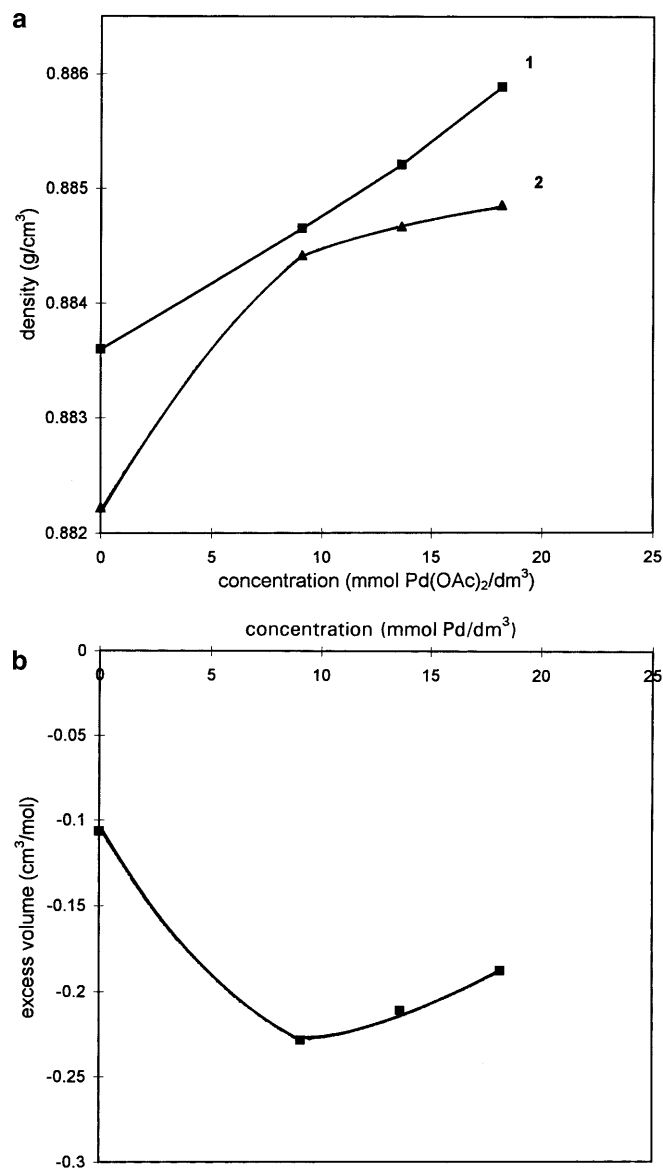 a
0.886
0.885
0.884
0.883
0.882
density (g/cm³)
1
2
0 5 10 15 20 25
concentration (mmol Pd(OAc)₂/dm³)
concentration (mmol Pd/dm³)
b
0
0 5 10 15 20 25
-0.05
-0.1
-0.15
-0.2
-0.25
-0.3
excess volume (cm³/mol)